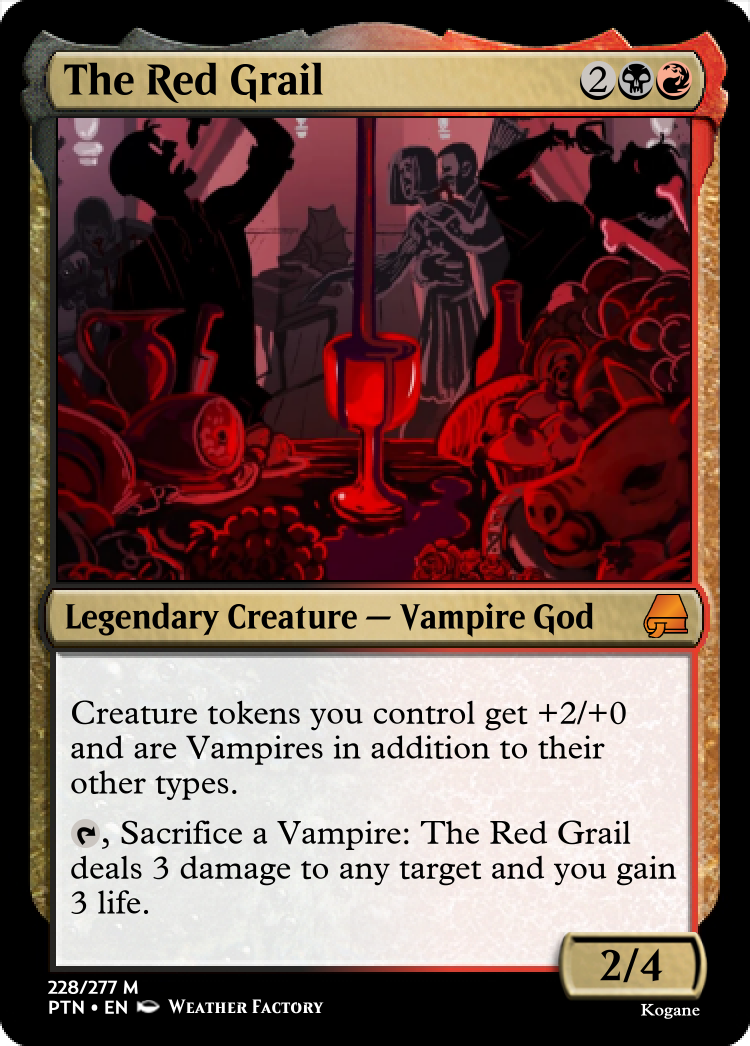 The Red Grail 2
Legendary Creature — Vampire God
Creature tokens you control get +2/+0
and are Vampires in addition to their
other types.
, Sacrifice a Vampire: The Red Grail
deals 3 damage to any target and you gain
3 life.
2/4
228/277 M
PTN • EN Weather Factory
Kogane